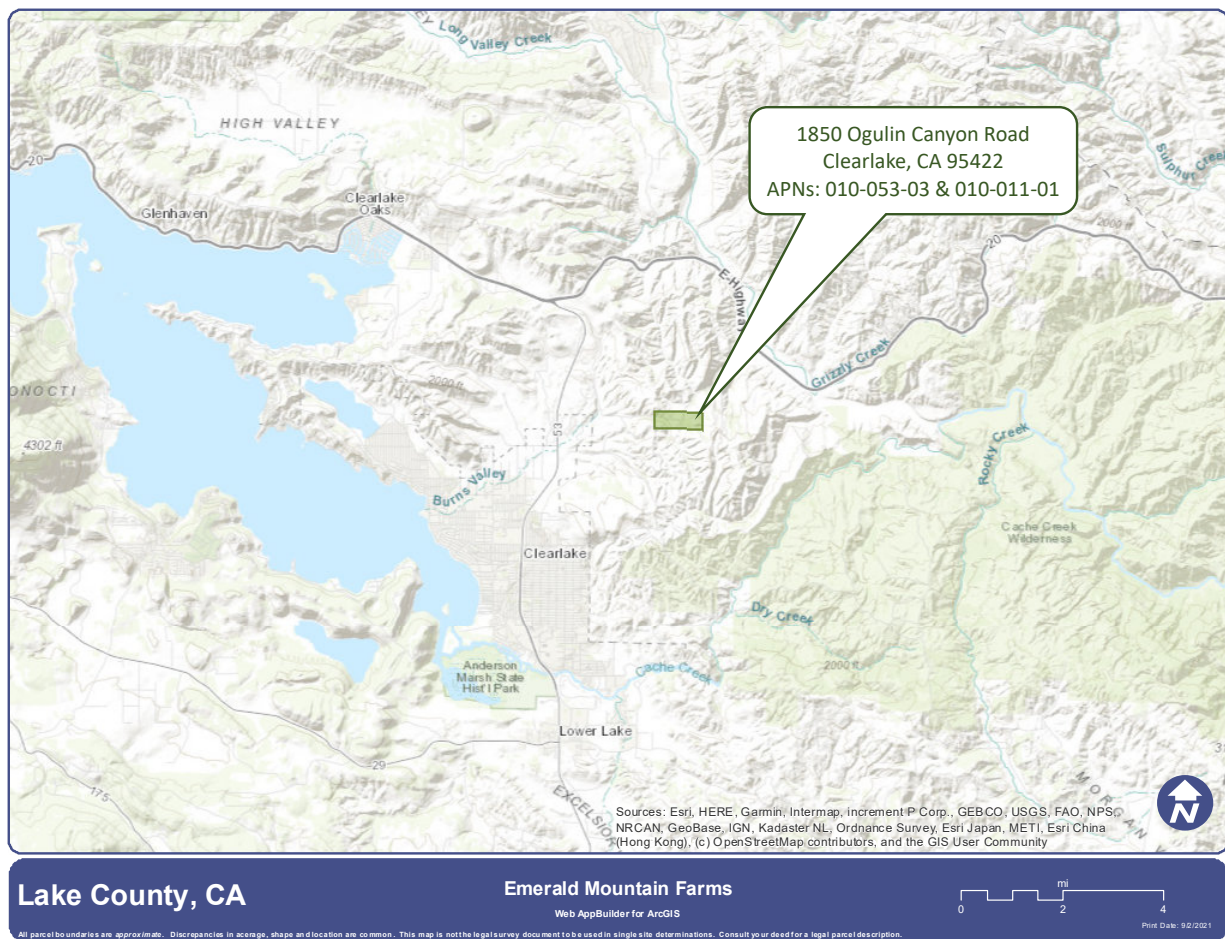 EY
Long Valley Creek
HIGH VALLEY
20
Glenhaven
Clearlake
Oaks
1850 Ogulin Canyon Road
Clearlake, CA 95422
APNs: 010-053-03 & 010-011-01
Sulphur Creek
2000 ft
20
E-Highway
Grizzly Creek
2000 ft
ONOCTI
4302 ft
53
Burns Valley
Rocky Creek
Cache Creek
Wilderness
Clearlake
Dry Creek
2000 ft
Cache Creek
Anderson
Marsh State
Hist'l Park
Lower Lake
29
175
EXCELSIO
MORGAN
31
Sources: Esri, HERE, Garmin, Intermap, increment P Corp., GEBCO, USGS, FAO, NPS,
NRCAN, GeoBase, IGN, Kadaster NL, Ordnance Survey, Esri Japan, METI, Esri China
(Hong Kong), (c) OpenStreetMap contributors, and the GIS User Community
N
Lake County, CA
Emerald Mountain Farms
Web AppBuilder for ArcGIS
mi
0 2 4
Print Date: 9/2/2021
All parcel boundaries are approximate. Discrepancies in acerage, shape and location are common. This map is not the legal survey document to be used in single site determinations. Consult your deed for a legal parcel description.